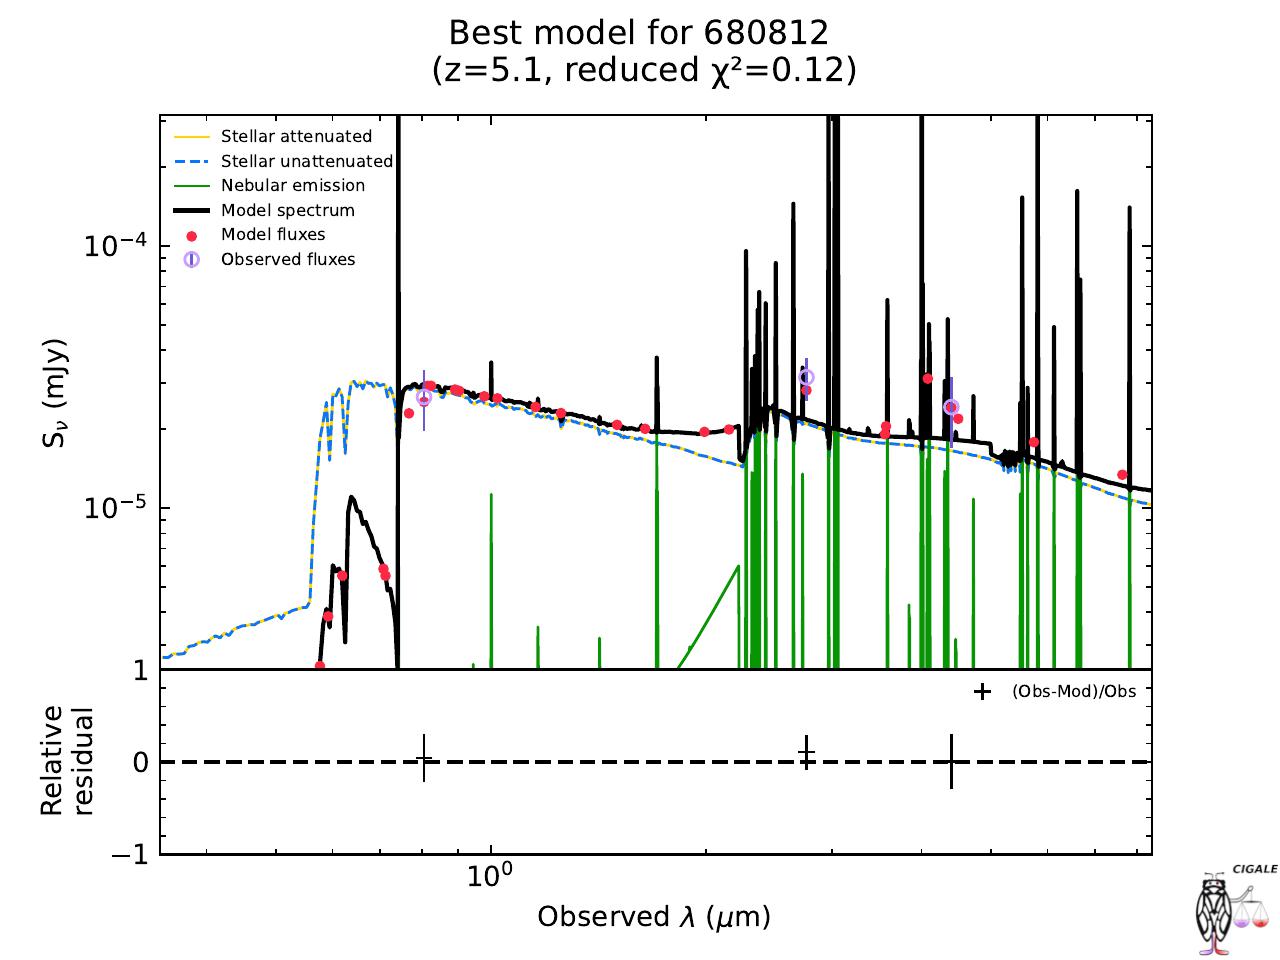 Best model for 680812
(z=5.1, reduced χ²=0.12)
Stellar attenuated
Stellar unattenuated
Nebular emission
Model spectrum
Model fluxes
Observed fluxes
10⁻⁴
10⁻⁵
S𝜈 (mJy)
1
0
−1
Relative
residual
(Obs-Mod)/Obs
10⁰
Observed λ (μm)
CIGALE